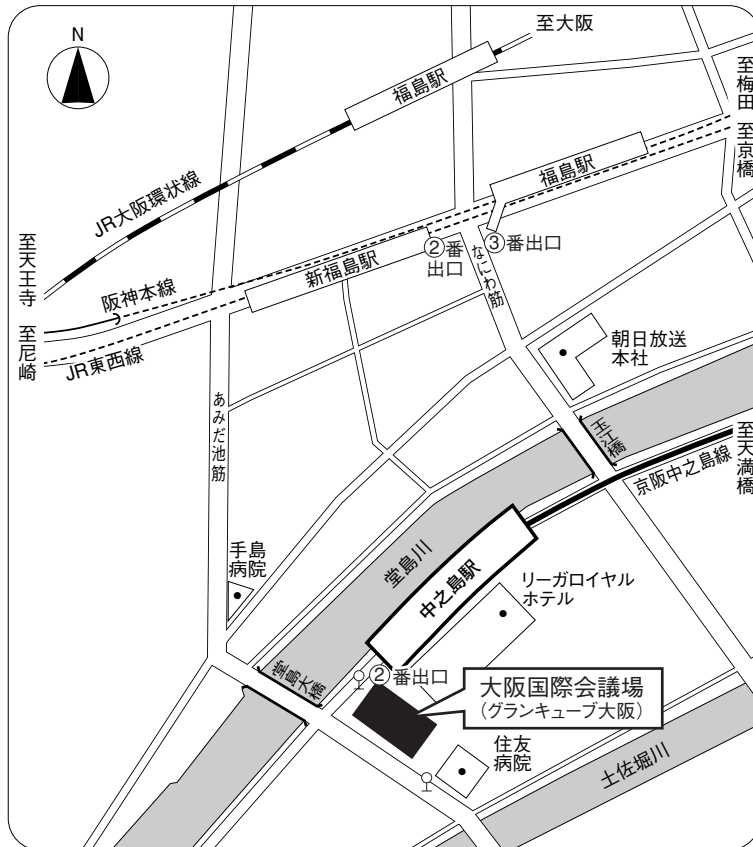 N
至大阪
福島駅
至梅田
至京橋
福島駅
JR大阪環状線
②番
出口
③番出口
至天王寺
阪神本線
新福島駅
なにわ筋
至尼崎
JR東西線
朝日放送
本社
あみだ池筋
玉江橋
至天満橋
京阪中之島線
手島
病院
堂島川
中之島駅
リーガロイヤル
ホテル
堂島大橋
②番出口
大阪国際会議場
(グランキューブ大阪)
住友
病院
土佐堀川